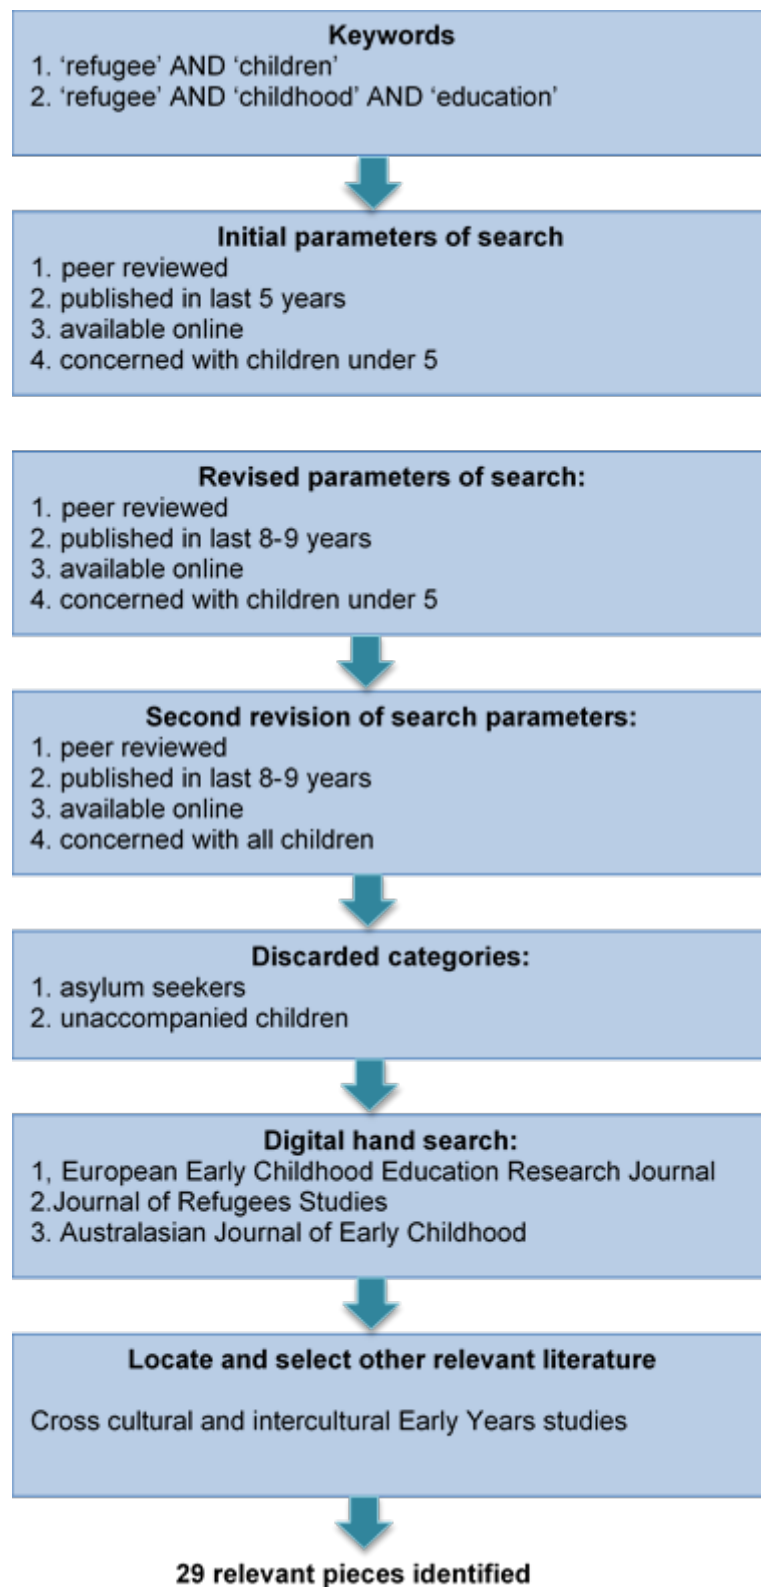 Keywords
1. ‘refugee’ AND ‘children’
2. ‘refugee’ AND ‘childhood’ AND ‘education’
Initial parameters of search
1. peer reviewed
2. published in last 5 years
3. available online
4. concerned with children under 5
Revised parameters of search:
1. peer reviewed
2. published in last 8-9 years
3. available online
4. concerned with children under 5
Second revision of search parameters:
1. peer reviewed
2. published in last 8-9 years
3. available online
4. concerned with all children
Discarded categories:
1. asylum seekers
2. unaccompanied children
Digital hand search:
1, European Early Childhood Education Research Journal
2.Journal of Refugees Studies
3. Australasian Journal of Early Childhood
Locate and select other relevant literature
Cross cultural and intercultural Early Years studies
29 relevant pieces identified